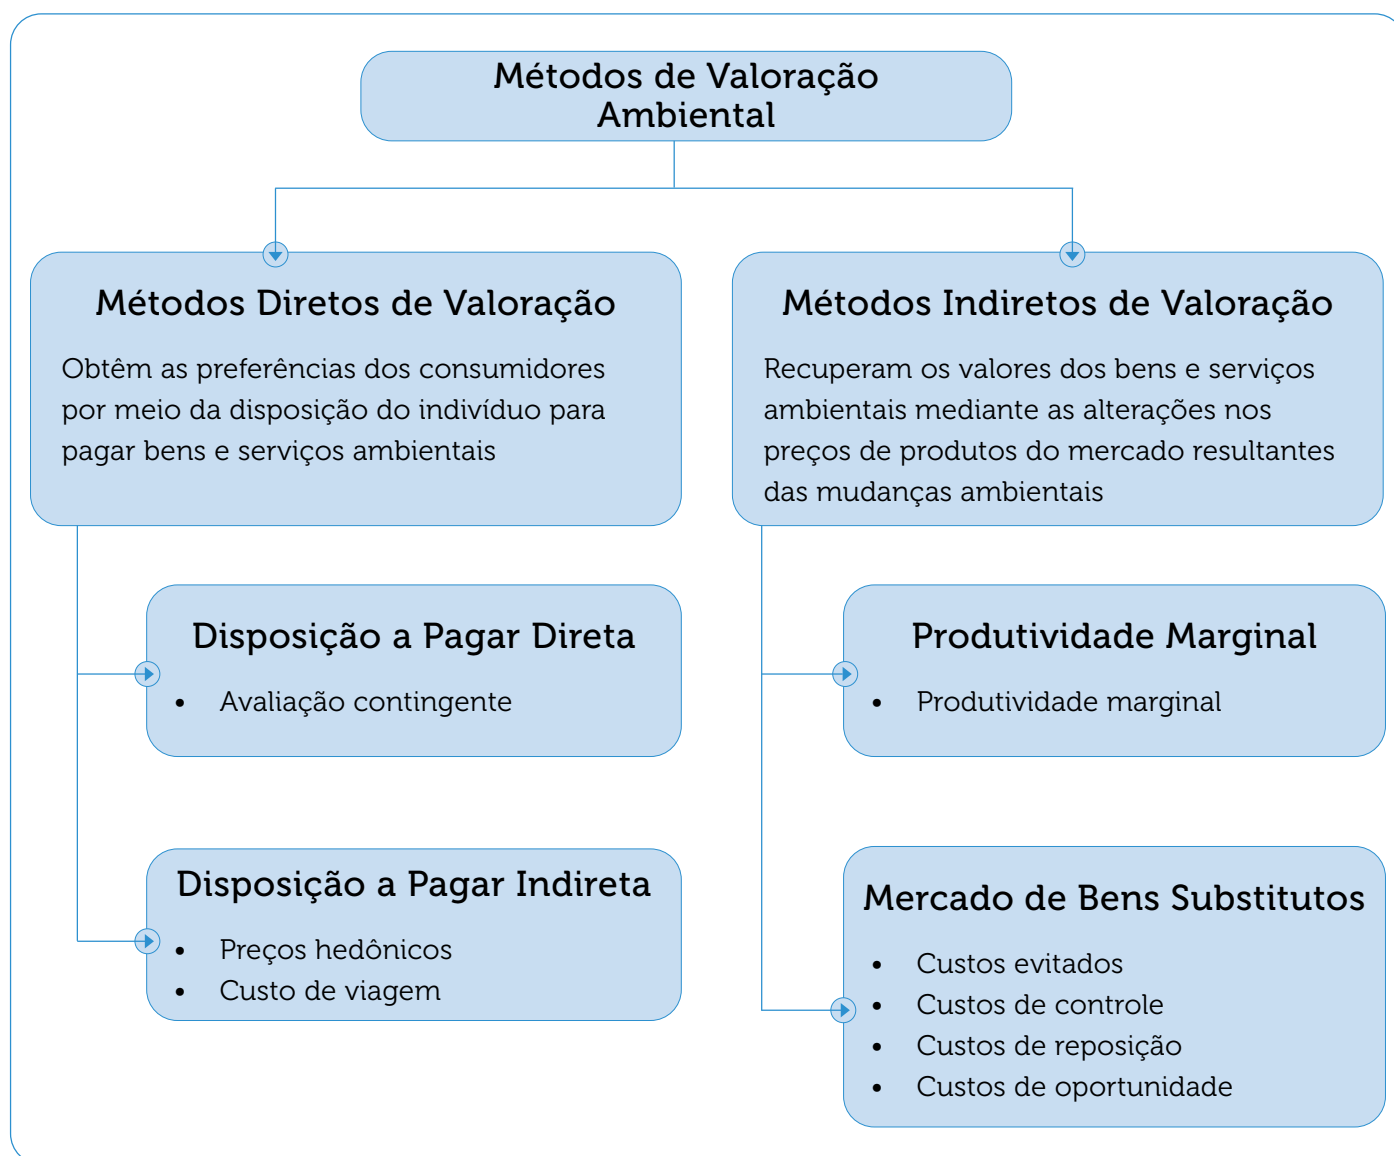 Métodos de Valoração
Ambiental
Métodos Diretos de Valoração
Obtêm as preferências dos consumidores
por meio da disposição do indivíduo para
pagar bens e serviços ambientais
Métodos Indiretos de Valoração
Recuperam os valores dos bens e serviços
ambientais mediante as alterações nos
preços de produtos do mercado resultantes
das mudanças ambientais
Disposição a Pagar Direta
• Avaliação contingente
Produtividade Marginal
• Produtividade marginal
Disposição a Pagar Indireta
• Preços hedônicos
• Custo de viagem
Mercado de Bens Substitutos
• Custos evitados
• Custos de controle
• Custos de reposição
• Custos de oportunidade